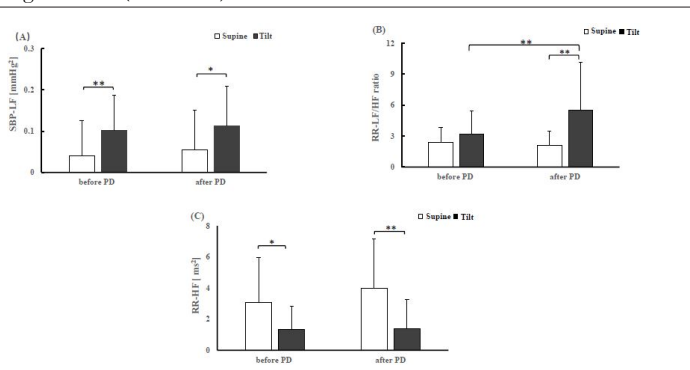 (A)
□ Supine ■ Tilt
SBP-LF [mmHg²]
0.3
0.2
0.1
0
**
*
before PD
after PD
(B)
□ Supine ■ Tilt
RR-LF/HF ratio
12
9
6
3
0
**
**
before PD
after PD
(C)
□ Supine ■ Tilt
RR-HF [ ms²]
8
6
4
2
0
*
**
before PD
after PD